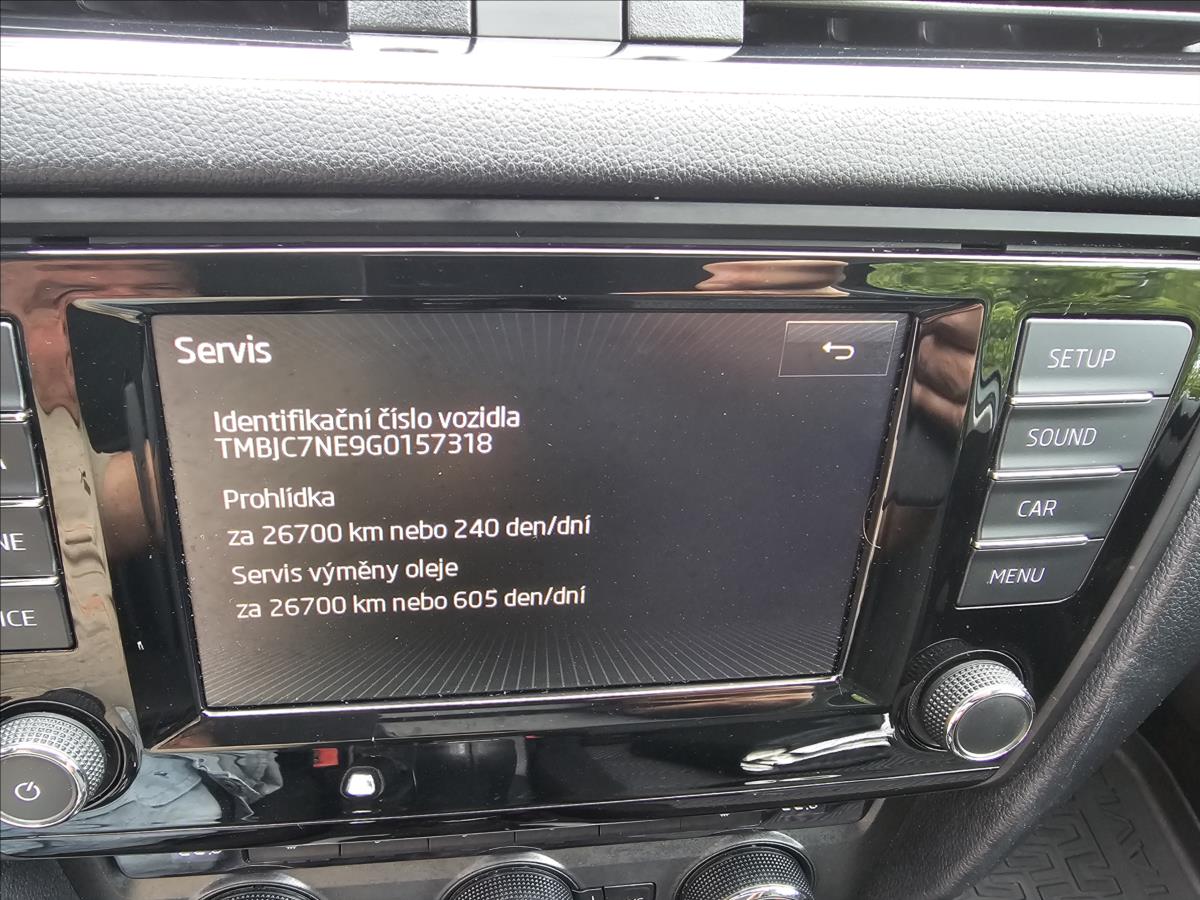 Servis
Identifikační číslo vozidla
TMBJC7NE9G0157318
Prohlídka
za 26700 km nebo 240 den/dní
Servis výměny oleje
za 26700 km nebo 605 den/dní
SETUP
SOUND
CAR
MENU